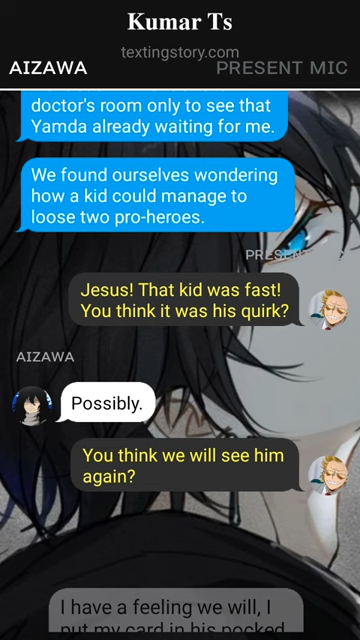 Kumar Ts
textingstory.com
AIZAWA
PRESENT MIC
doctor's room only to see that
Yamda already waiting for me.
We found ourselves wondering
how a kid could manage to
loose two pro-heroes.
Jesus! That kid was fast!
You think it was his quirk?
AIZAWA
Possibly.
You think we will see him
again?
I have a feeling we will, I
put my card in his pocked